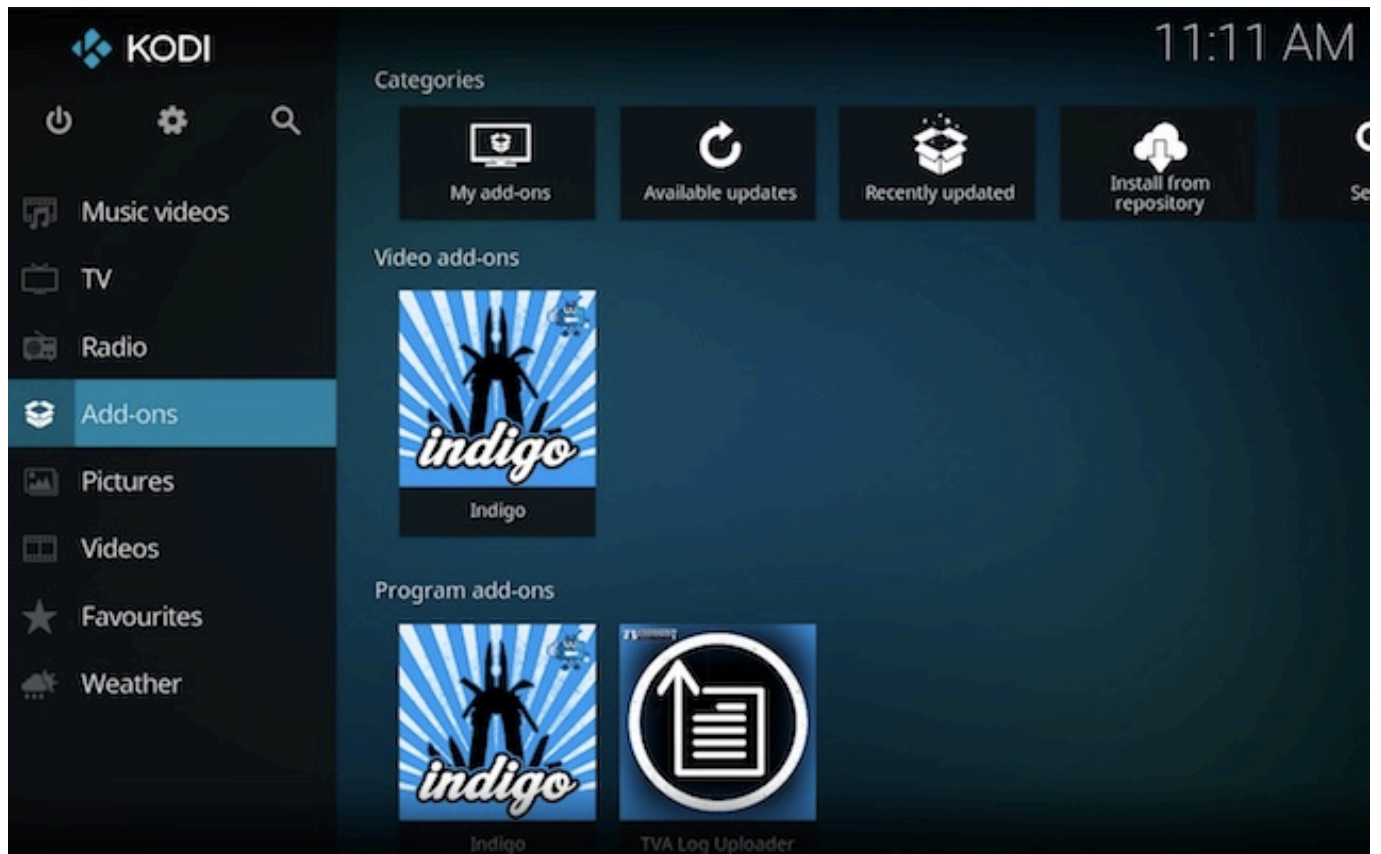 KODI
11:11 AM
Music videos
TV
Radio
Add-ons
Pictures
Videos
Favourites
Weather
Categories
My add-ons
Available updates
Recently updated
Install from
repository
Se
Video add-ons
indigo
Indigo
Program add-ons
indigo
Indigo
TVA Log Uploader